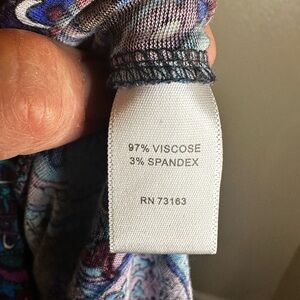 97% VISCOSE
3% SPANDEX
RN 73163